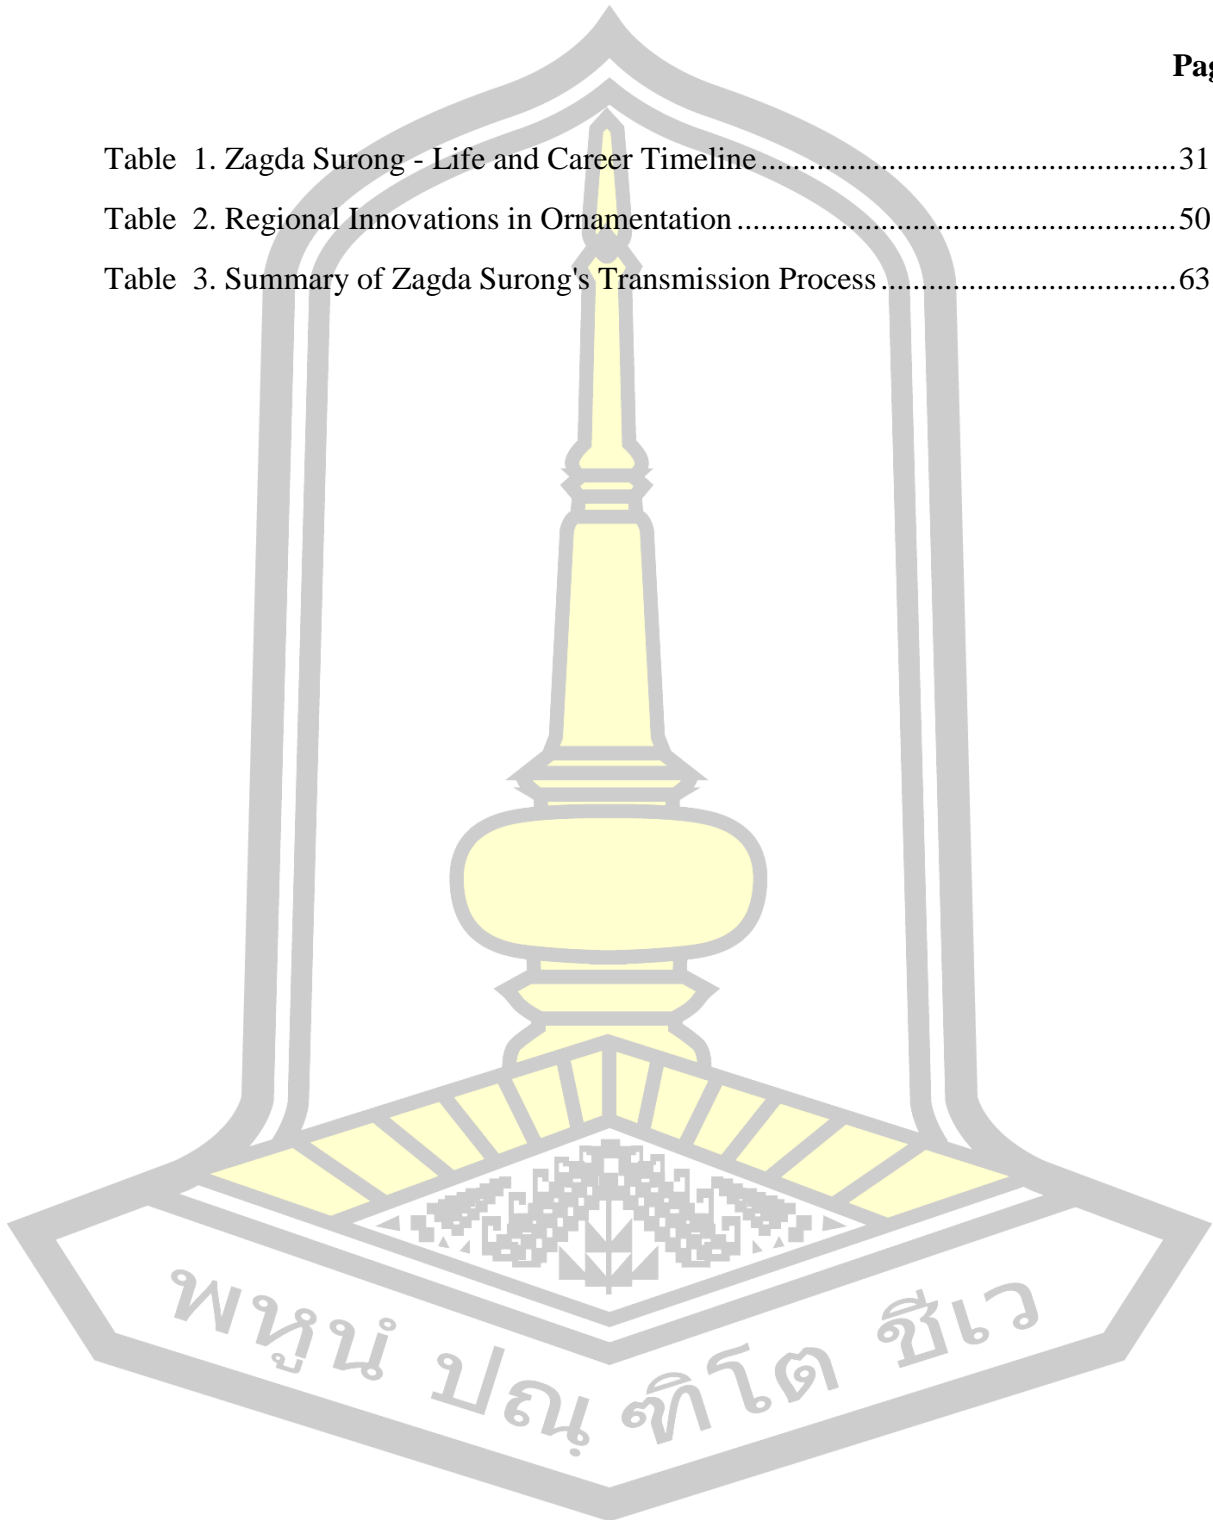 Pag
Table 1. Zagda Surong - Life and Career Timeline.....................................................31
Table 2. Regional Innovations in Ornamentation.......................................................50
Table 3. Summary of Zagda Surong's Transmission Process.....................................63
พหูนํ ปณฺ ฑิโต ชีเว